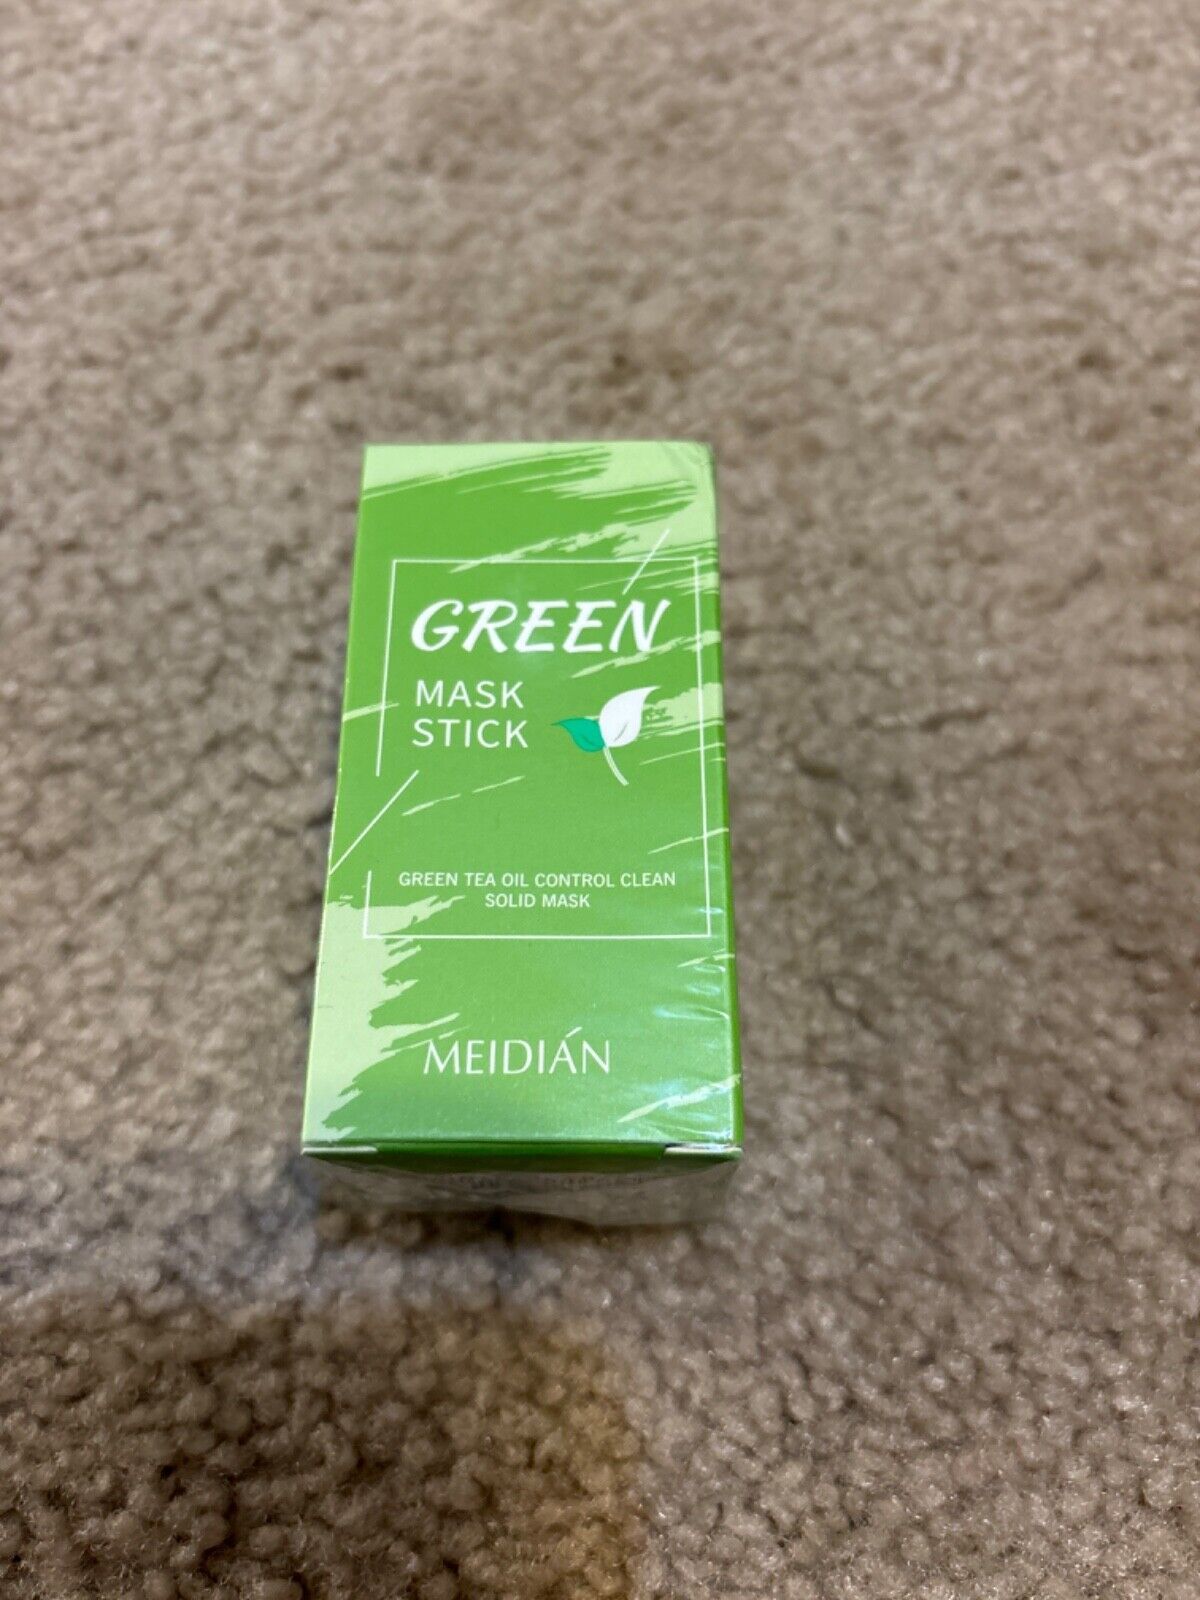 GREEN
MASK
STICK
GREEN TEA OIL CONTROL CLEAN
SOLID MASK
MEIDIÁN